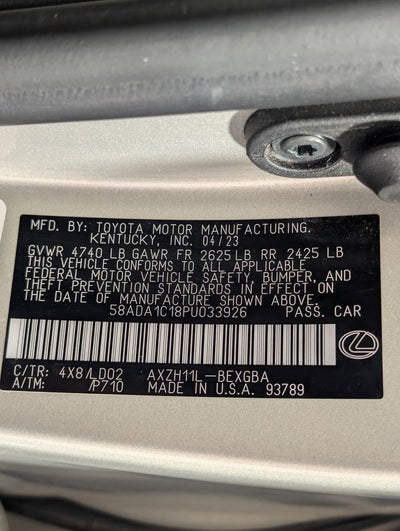 MFD. BY: TOYOTA MOTOR MANUFACTURING.
KENTUCKY, INC. 04/23
GVWR 4740 LB GAWR FR 2625 LB RR 2425 LB
THIS VEHICLE CONFORMS TO ALL APPLICABLE
FEDERAL MOTOR VEHICLE SAFETY BUMPER, AND
THEFT PREVENTION STANDARDS IN EFFECT ON
THE DATE OF MANUFACTURE SHOWN ABOVE.
58ADA1C18PU033926 PASS. CAR
C/TR: 4X8/LD02 AXZH11L-BEXGBA
A/TM: /P710 MADE IN U.S.A. 93789